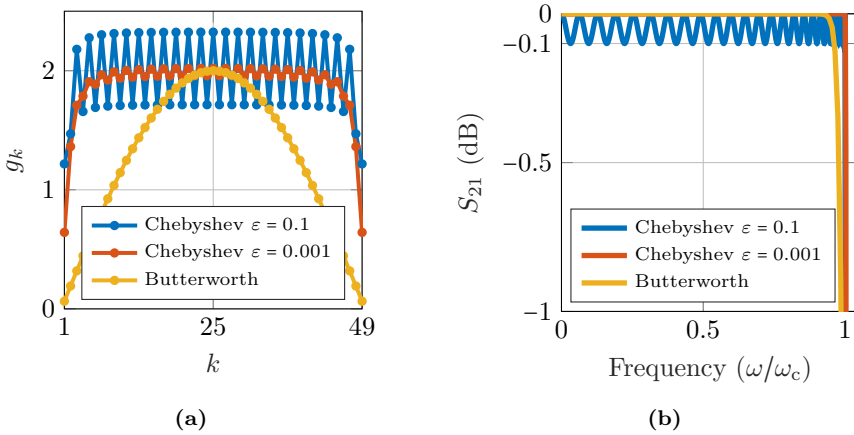 2
1
0
g_k
Chebyshev ε = 0.1
Chebyshev ε = 0.001
Butterworth
1 25 49
k
(a)
0
−0.1
−0.5
−1
S_21 (dB)
Chebyshev ε = 0.1
Chebyshev ε = 0.001
Butterworth
0 0.5 1
Frequency (ω/ω_c)
(b)